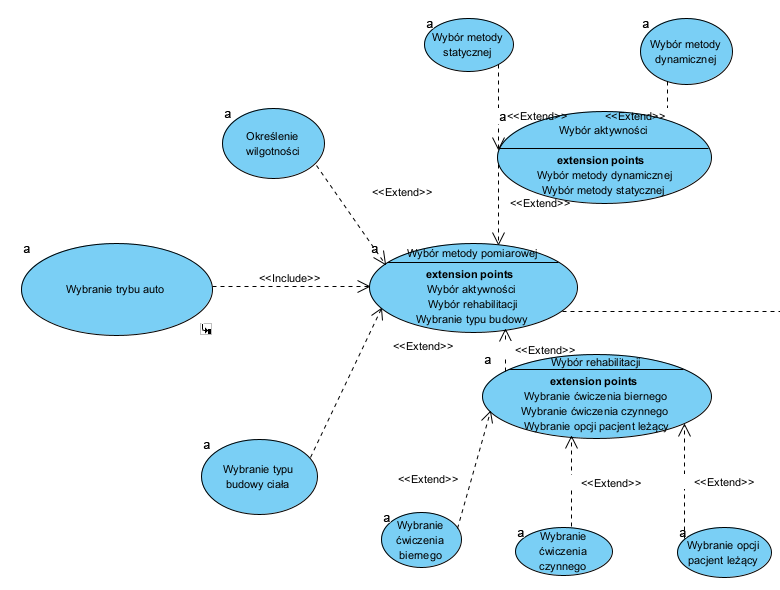 a
Wybór metody
statycznej
a
Wybór metody
dynamicznej
a
<<Extend>>
<<Extend>>
Wybór aktywności
extension points
Wybór metody dynamicznej
Wybór metody statycznej
a
Określenie
wilgotności
<<Extend>>
<<Extend>>
a
Wybranie trybu auto
<<Include>>
a
Wybór metody pomiarowej
extension points
Wybór aktywności
Wybór rehabilitacji
Wybranie typu budowy
<<Extend>>
<<Extend>>
a
Wybór rehabilitacji
extension points
Wybranie ćwiczenia biernego
Wybranie ćwiczenia czynnego
Wybranie opcji pacjent leżący
a
Wybranie typu
budowy ciała
<<Extend>>
<<Extend>>
<<Extend>>
a
Wybranie
ćwiczenia
biernego
a
Wybranie
ćwiczenia
czynnego
a
Wybranie opcji
pacjent leżący